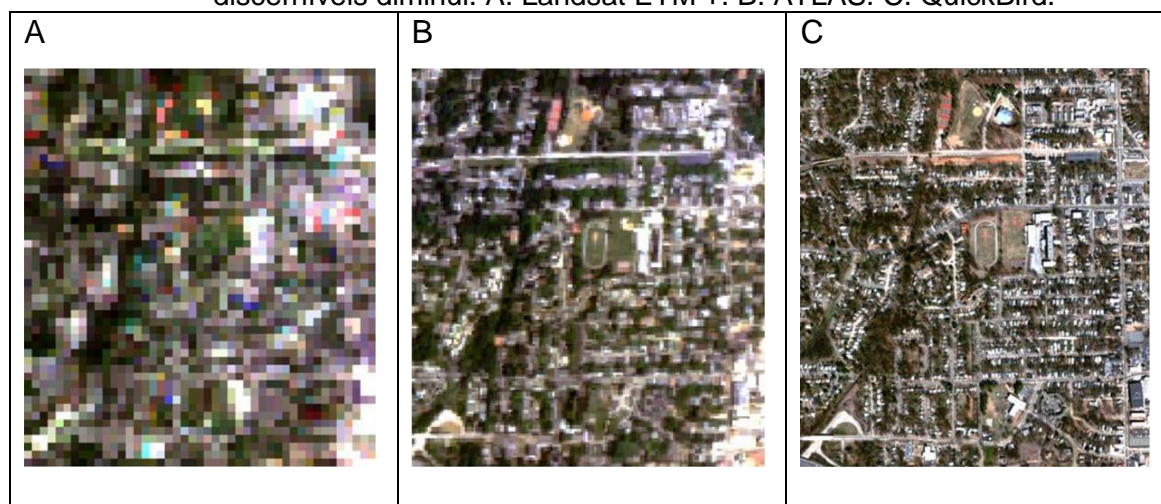 discerníveis diminui. A: Landsat ETM +. B: ATLAS. C: QuickBird.
A
B
C